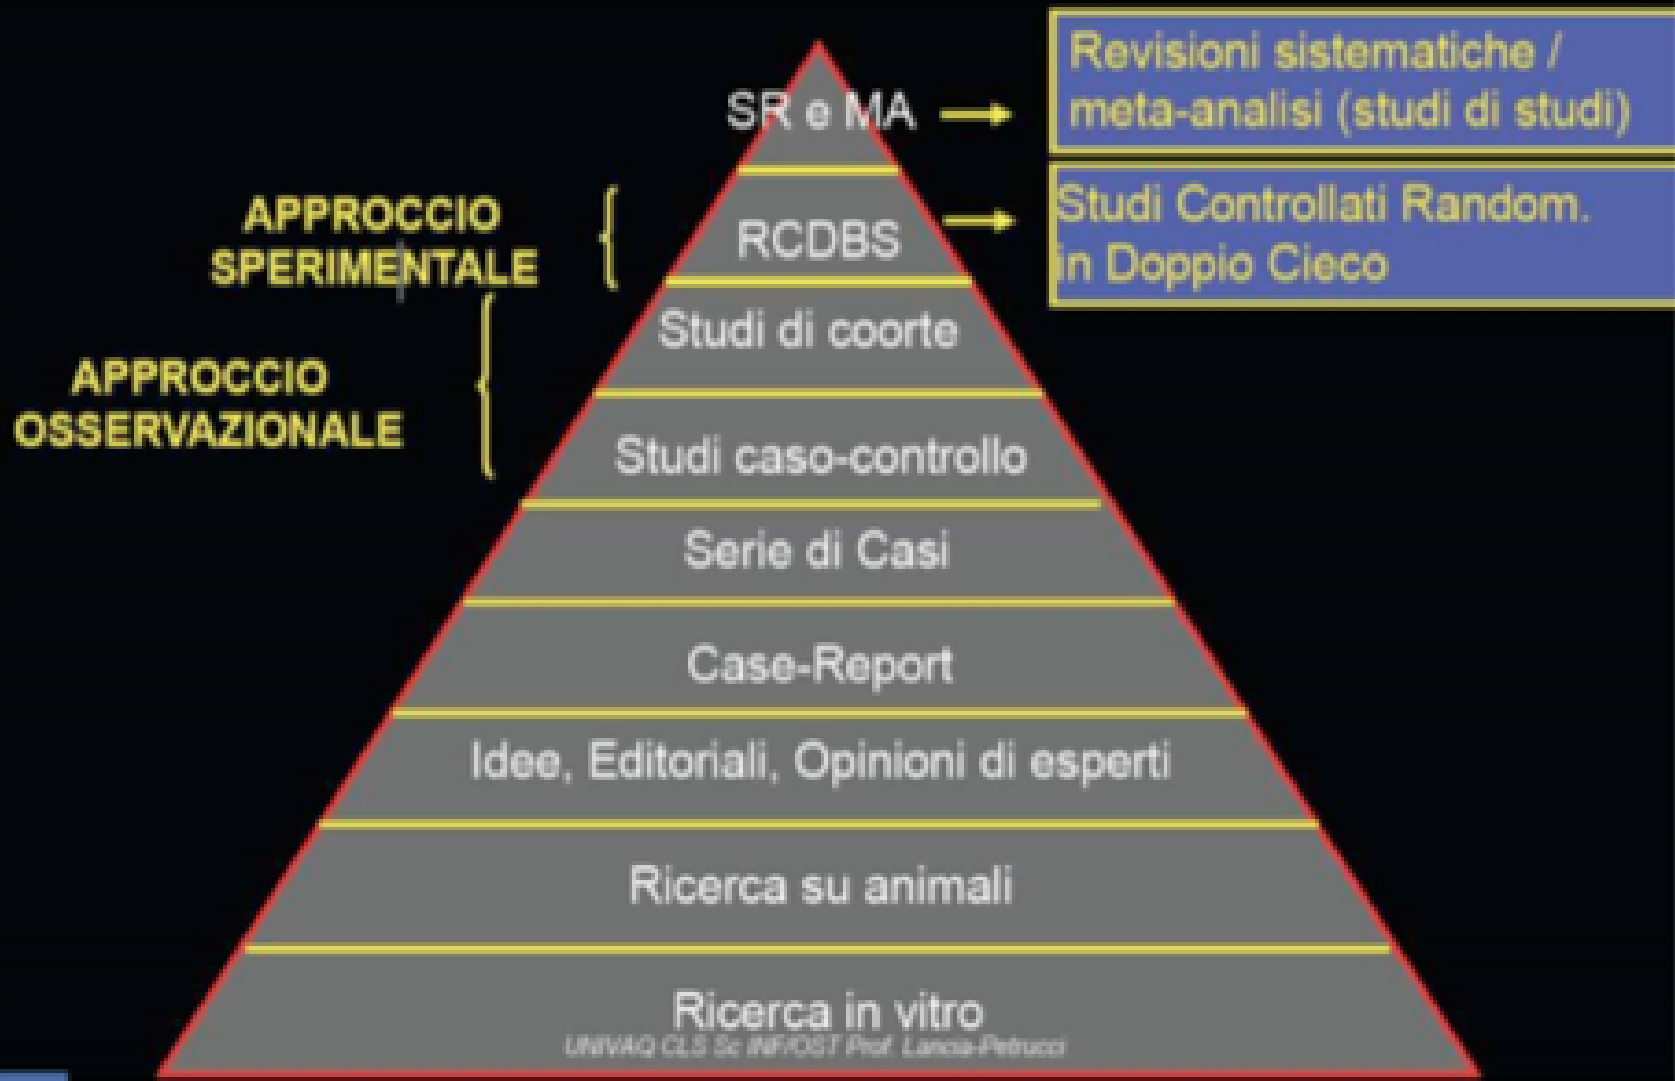 Revisioni sistematiche /
meta-analisi (studi di studi)
SR e MA
APPROCCIO
SPERIMENTALE
RCDBS
Studi Controllati Random.
in Doppio Cieco
Studi di coorte
APPROCCIO
OSSERVAZIONALE
Studi caso-controllo
Serie di Casi
Case-Report
Idee, Editoriali, Opinioni di esperti
Ricerca su animali
Ricerca in vitro
UNIVAQ CLS Sc INF/OST Prof. Lancia-Petrucci